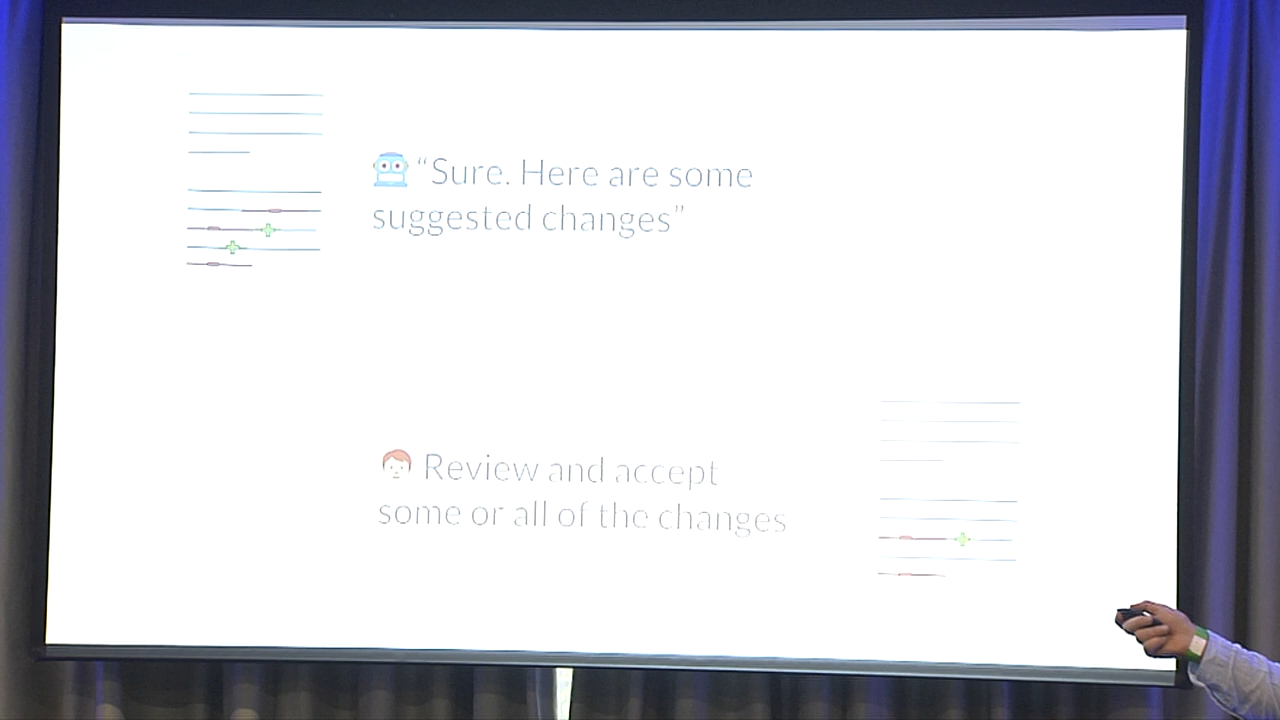 “Sure. Here are some
suggested changes”
Review and accept
some or all of the changes